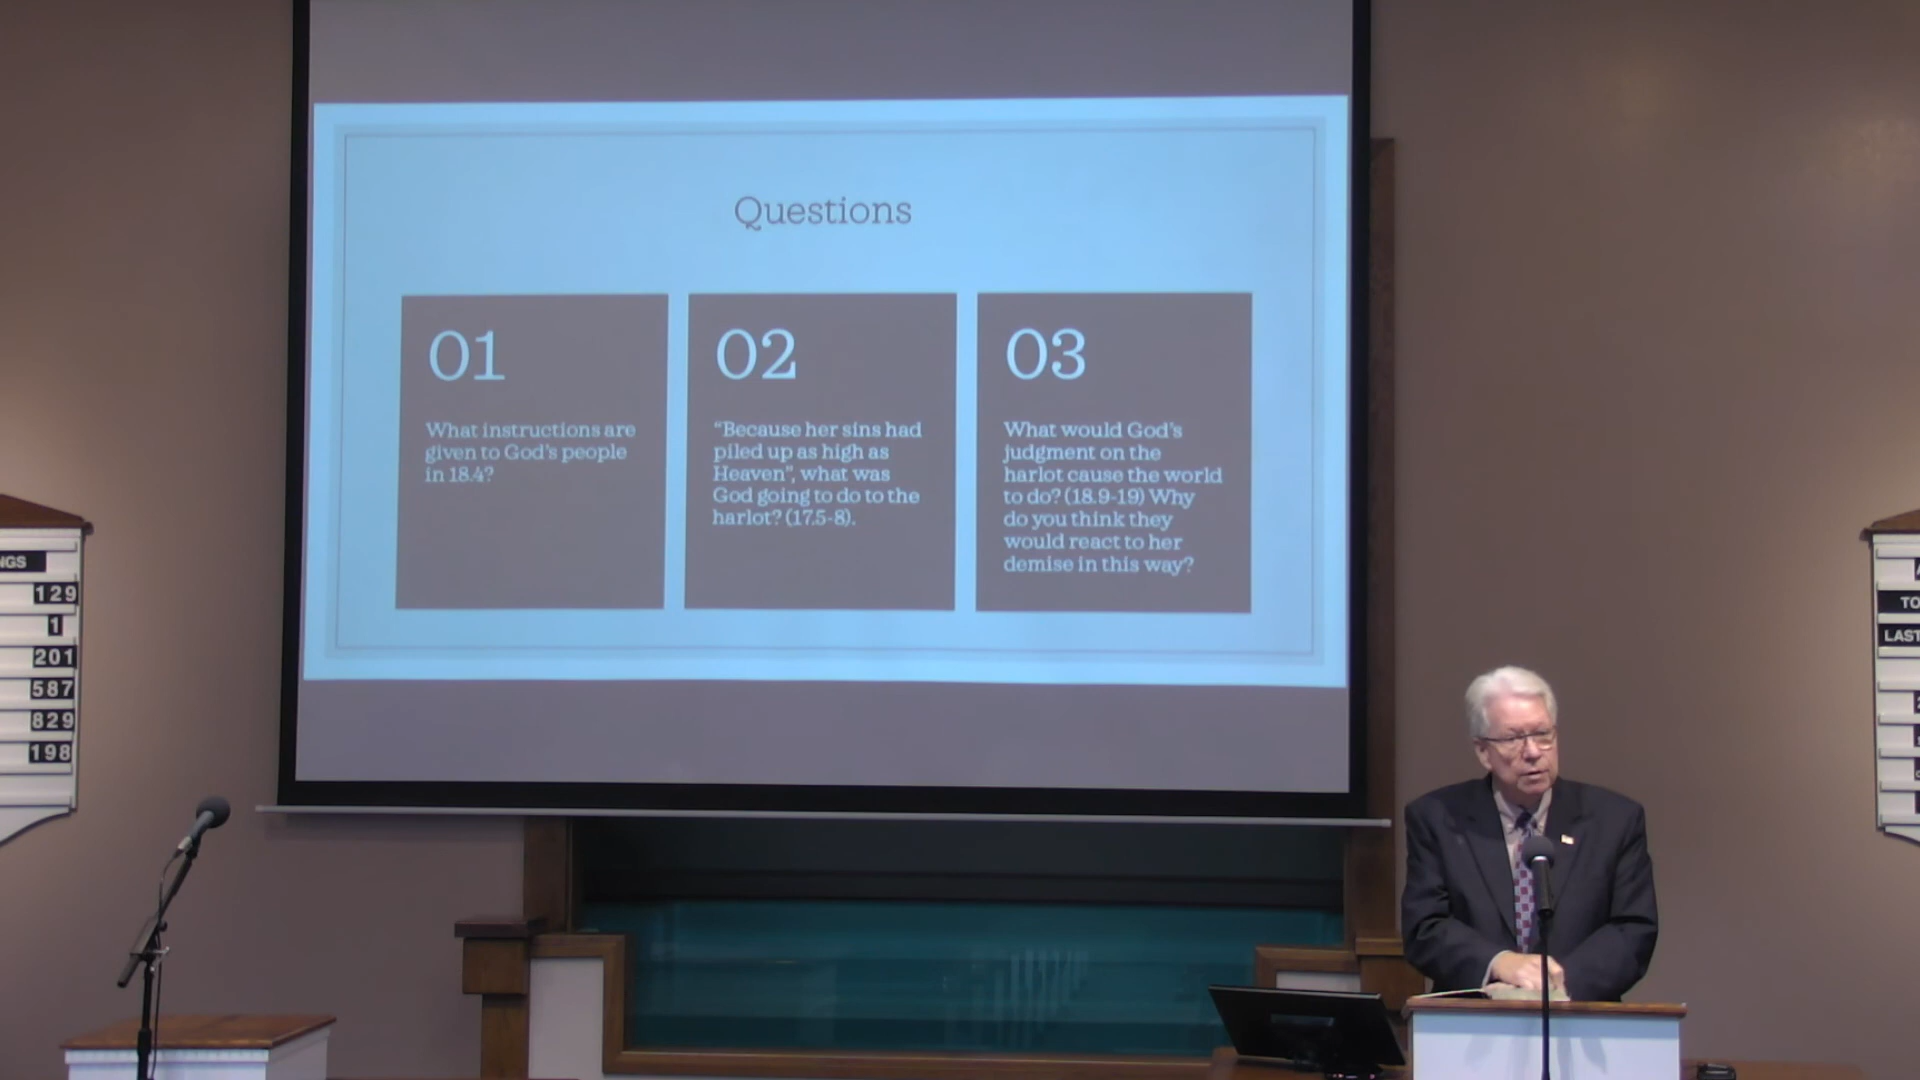 Questions
01
What instructions are
given to God's people
in 18.4?
02
"Because her sins had
piled up as high as
Heaven", what was
God going to do to the
harlot? (17.5-8).
03
What would God's
judgment on the
harlot cause the world
to do? (18.9-19) Why
do you think they
would react to her
demise in this way?
NGS
129
1
201
587
829
198
TO
LAST